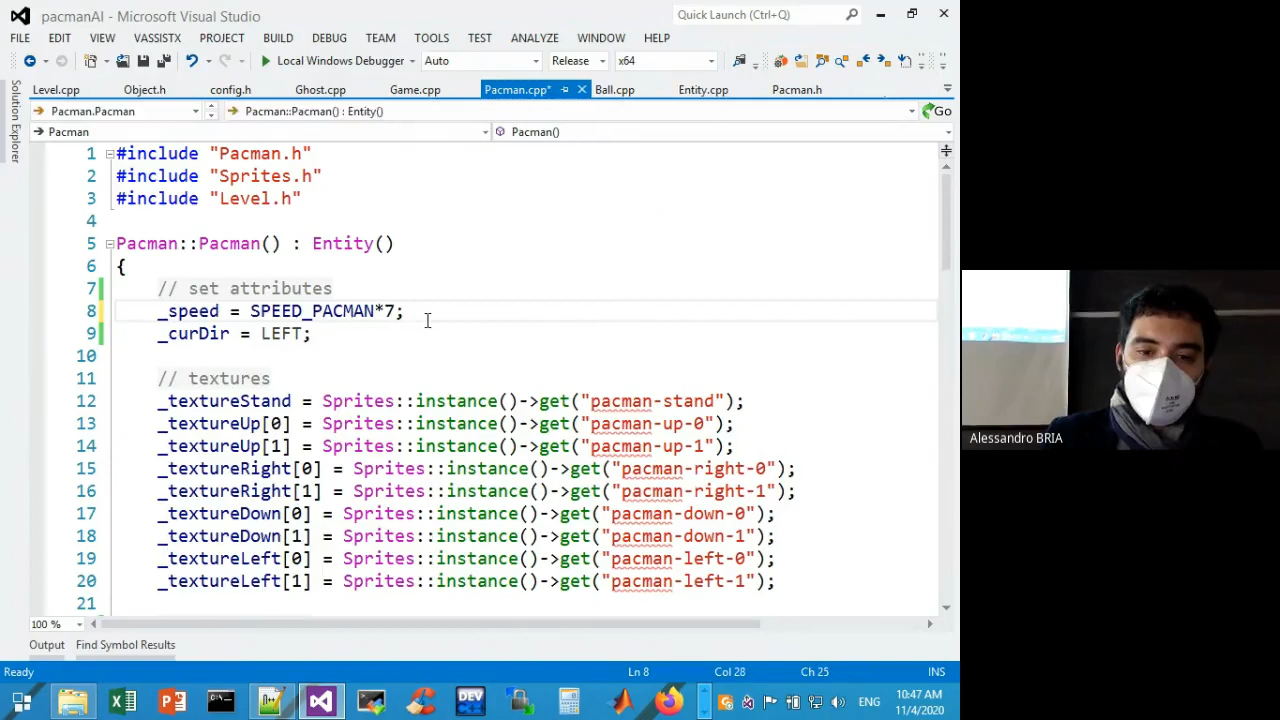 pacmanAI - Microsoft Visual Studio
Quick Launch (Ctrl+Q)
FILE EDIT VIEW VASSISTX PROJECT BUILD DEBUG TEAM TOOLS TEST ANALYZE WINDOW HELP
Local Windows Debugger Auto Release x64
Level.cpp Object.h config.h Ghost.cpp Game.cpp Pacman.cpp* Ball.cpp Entity.cpp Pacman.h
Solution Explorer
Pacman.Pacman Pacman::Pacman() : Entity() Go
Pacman Pacman()
1 #include "Pacman.h"
2 #include "Sprites.h"
3 #include "Level.h"
4
5 Pacman::Pacman() : Entity()
6 {
7 // set attributes
8 _speed = SPEED_PACMAN*7;
9 _curDir = LEFT;
10
11 // textures
12 _textureStand = Sprites::instance()->get("pacman-stand");
13 _textureUp[0] = Sprites::instance()->get("pacman-up-0");
14 _textureUp[1] = Sprites::instance()->get("pacman-up-1");
15 _textureRight[0] = Sprites::instance()->get("pacman-right-0");
16 _textureRight[1] = Sprites::instance()->get("pacman-right-1");
17 _textureDown[0] = Sprites::instance()->get("pacman-down-0");
18 _textureDown[1] = Sprites::instance()->get("pacman-down-1");
19 _textureLeft[0] = Sprites::instance()->get("pacman-left-0");
20 _textureLeft[1] = Sprites::instance()->get("pacman-left-1");
21
100 %
Output Find Symbol Results
Ready Ln 8 Col 28 Ch 25 INS
DEV
ENG
10:47 AM
11/4/2020
Alessandro BRIA